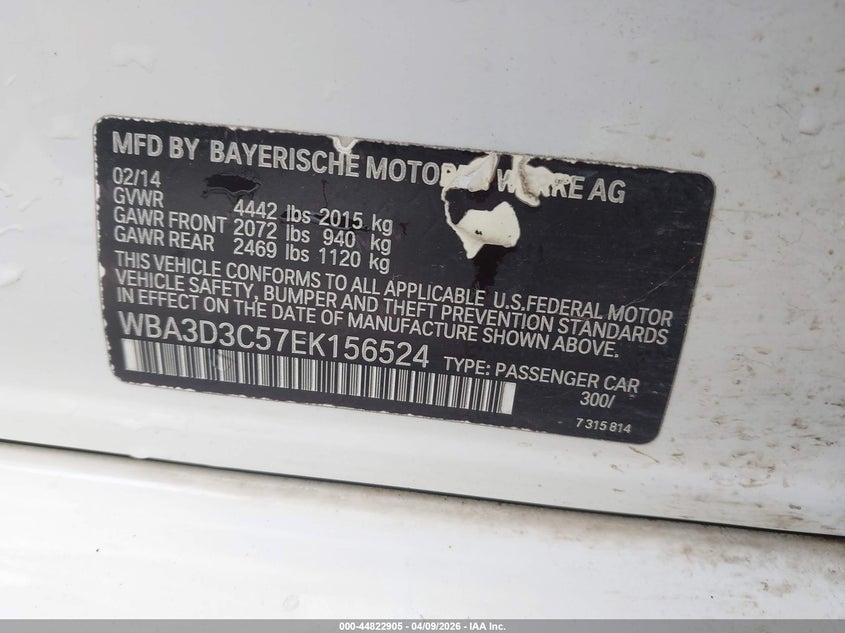 MFD BY BAYERISCHE MOTOREN WERKE AG
02/14
GVWR 4442 lbs 2015 kg
GAWR FRONT 2072 lbs 940 kg
GAWR REAR 2469 lbs 1120 kg
THIS VEHICLE CONFORMS TO ALL APPLICABLE U.S.FEDERAL MOTOR
VEHICLE SAFETY, BUMPER AND THEFT PREVENTION STANDARDS
IN EFFECT ON THE DATE OF MANUFACTURE SHOWN ABOVE.
WBA3D3C57EK156524 TYPE: PASSENGER CAR
300/
7 315 814
000-44822905 - 04/09/2026 - IAA Inc.